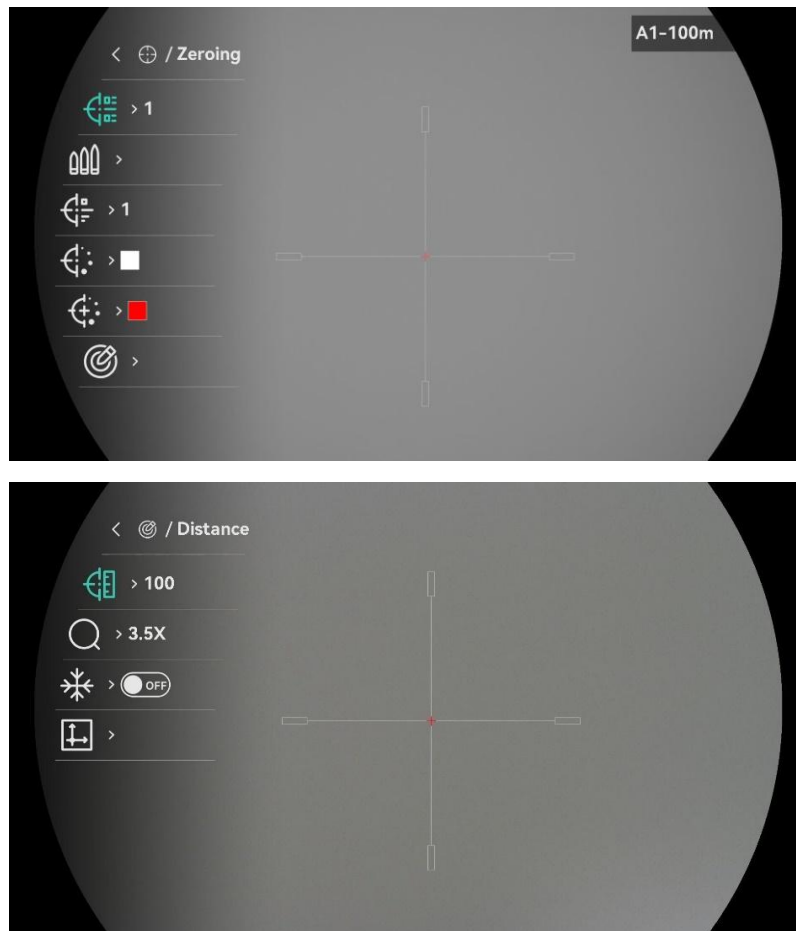 A1-100m
< / Zeroing
> 1
>
> 1
>
>
>
< / Distance
> 100
> 3.5X
> OFF
>